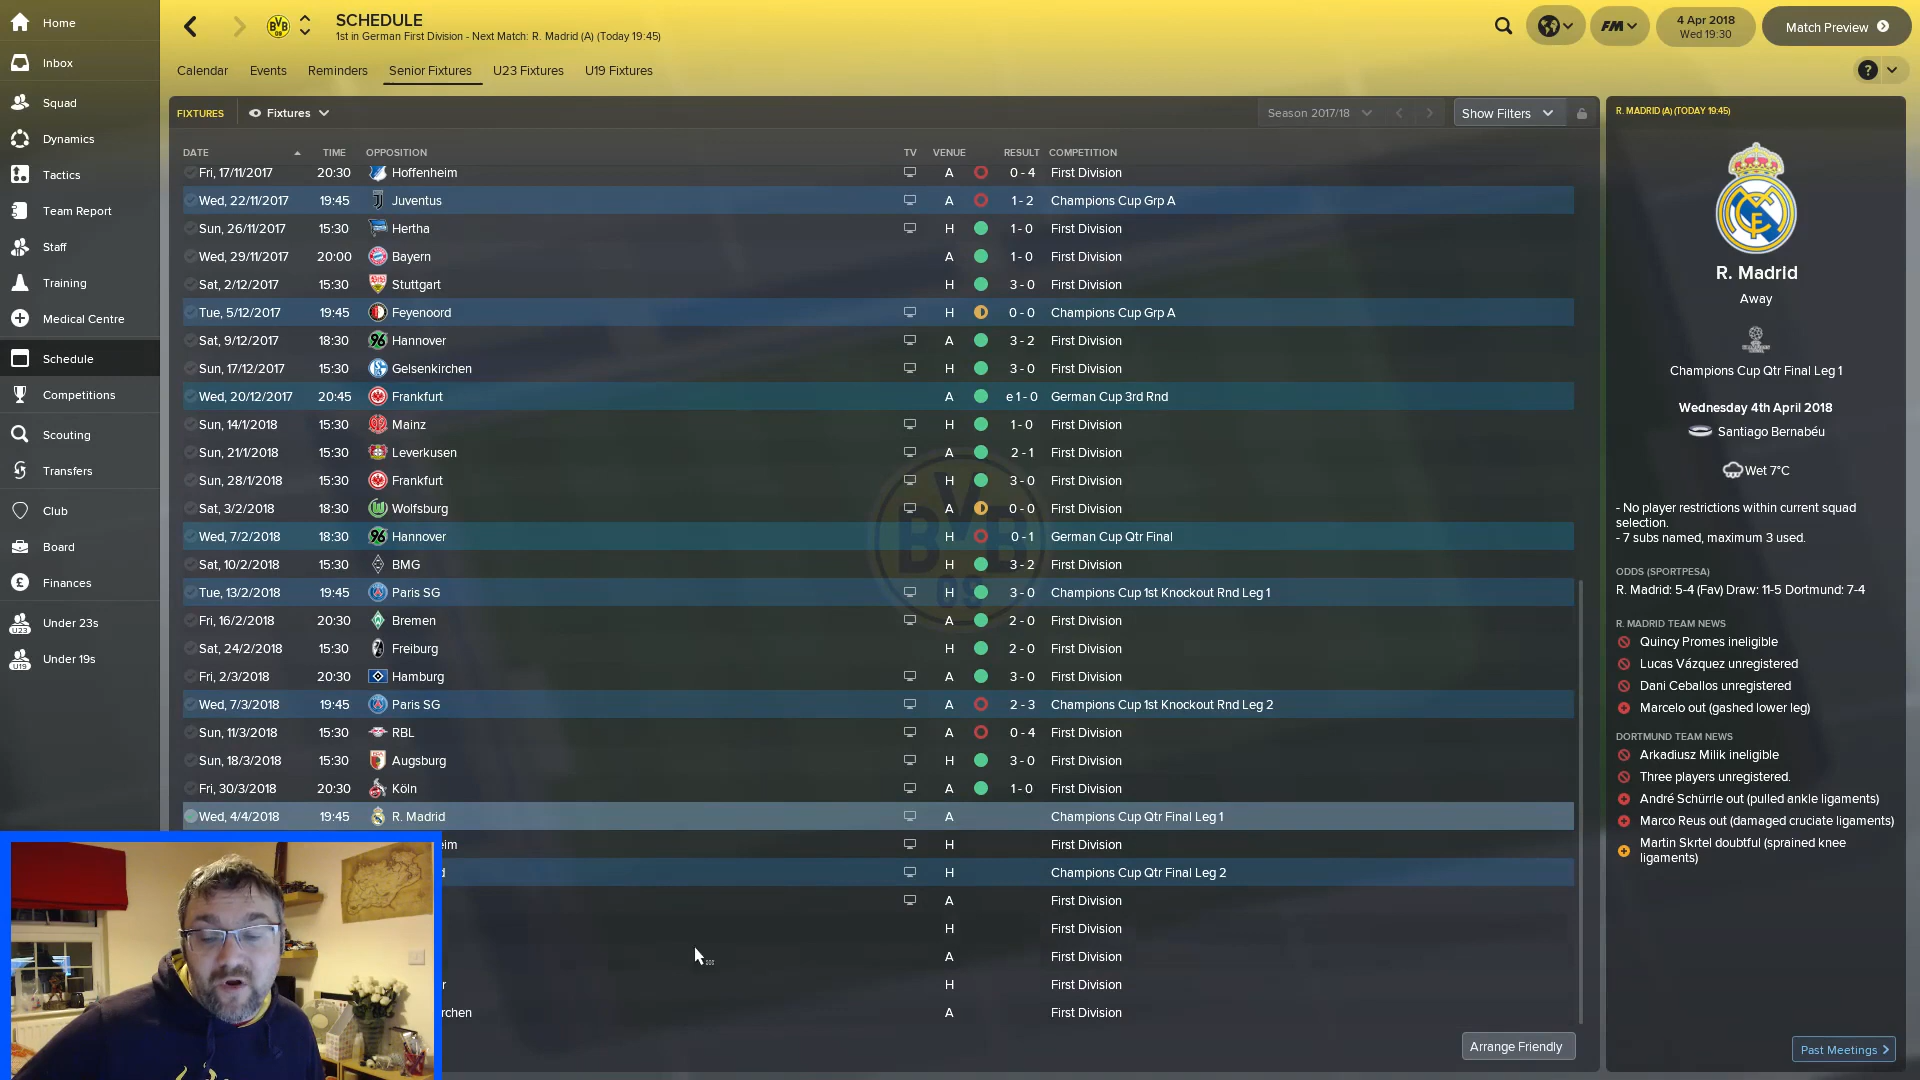 Home
Inbox
Squad
Dynamics
Tactics
Team Report
Staff
Training
Medical Centre
Schedule
Competitions
Scouting
Transfers
Club
Board
Finances
Under 23s
Under 19s
SCHEDULE
1st in German First Division - Next Match: R. Madrid (A) (Today 19:45)
FM
4 Apr 2018
Wed 19:30
Match Preview
Calendar Events Reminders Senior Fixtures U23 Fixtures U19 Fixtures
FIXTURES Fixtures Season 2017/18 Show Filters
DATE TIME OPPOSITION TV VENUE RESULT COMPETITION
Fri, 17/11/2017 20:30 Hoffenheim A 0 - 4 First Division
Wed, 22/11/2017 19:45 Juventus A 1 - 2 Champions Cup Grp A
Sun, 26/11/2017 15:30 Hertha H 1 - 0 First Division
Wed, 29/11/2017 20:00 Bayern A 1 - 0 First Division
Sat, 2/12/2017 15:30 Stuttgart H 3 - 0 First Division
Tue, 5/12/2017 19:45 Feyenoord H 0 - 0 Champions Cup Grp A
Sat, 9/12/2017 18:30 Hannover A 3 - 2 First Division
Sun, 17/12/2017 15:30 Gelsenkirchen H 3 - 0 First Division
Wed, 20/12/2017 20:45 Frankfurt A e 1 - 0 German Cup 3rd Rnd
Sun, 14/1/2018 15:30 Mainz H 1 - 0 First Division
Sun, 21/1/2018 15:30 Leverkusen A 2 - 1 First Division
Sun, 28/1/2018 15:30 Frankfurt H 3 - 0 First Division
Sat, 3/2/2018 18:30 Wolfsburg A 0 - 0 First Division
Wed, 7/2/2018 18:30 Hannover H 0 - 1 German Cup Qtr Final
Sat, 10/2/2018 15:30 BMG H 3 - 2 First Division
Tue, 13/2/2018 19:45 Paris SG H 3 - 0 Champions Cup 1st Knockout Rnd Leg 1
Fri, 16/2/2018 20:30 Bremen A 2 - 0 First Division
Sat, 24/2/2018 15:30 Freiburg H 2 - 0 First Division
Fri, 2/3/2018 20:30 Hamburg A 3 - 0 First Division
Wed, 7/3/2018 19:45 Paris SG A 2 - 3 Champions Cup 1st Knockout Rnd Leg 2
Sun, 11/3/2018 15:30 RBL A 0 - 4 First Division
Sun, 18/3/2018 15:30 Augsburg H 3 - 0 First Division
Fri, 30/3/2018 20:30 Köln A 1 - 0 First Division
Wed, 4/4/2018 19:45 R. Madrid A Champions Cup Qtr Final Leg 1
eim H First Division
d H Champions Cup Qtr Final Leg 2
A First Division
H First Division
A First Division
r H First Division
rchen A First Division
Arrange Friendly
R. MADRID (A) (TODAY 19:45)
R. Madrid
Away
Champions Cup Qtr Final Leg 1
Wednesday 4th April 2018
Santiago Bernabéu
Wet 7°C
- No player restrictions within current squad
selection.
- 7 subs named, maximum 3 used.
ODDS (SPORTPESA)
R. Madrid: 5-4 (Fav) Draw: 11-5 Dortmund: 7-4
R. MADRID TEAM NEWS
Quincy Promes ineligible
Lucas Vázquez unregistered
Dani Ceballos unregistered
Marcelo out (gashed lower leg)
DORTMUND TEAM NEWS
Arkadiusz Milik ineligible
Three players unregistered.
André Schürrle out (pulled ankle ligaments)
Marco Reus out (damaged cruciate ligaments)
Martin Skrtel doubtful (sprained knee
ligaments)
Past Meetings